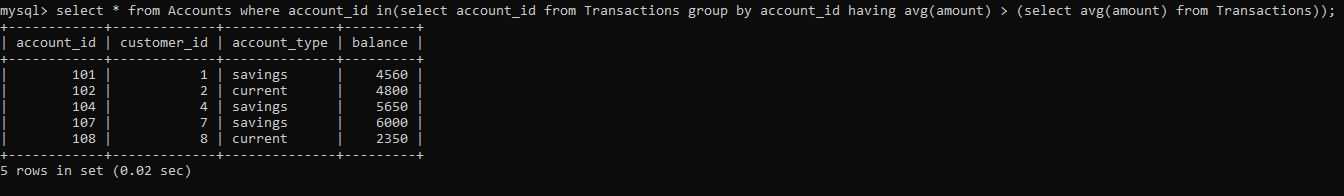 mysql> select * from Accounts where account_id in(select account_id from Transactions group by account_id having avg(amount) > (select avg(amount) from Transactions));
+------------+-------------+--------------+---------+
| account_id | customer_id | account_type | balance |
+------------+-------------+--------------+---------+
|        101 |           1 | savings      |    4560 |
|        102 |           2 | current      |    4800 |
|        104 |           4 | savings      |    5650 |
|        107 |           7 | savings      |    6000 |
|        108 |           8 | current      |    2350 |
+------------+-------------+--------------+---------+
5 rows in set (0.02 sec)